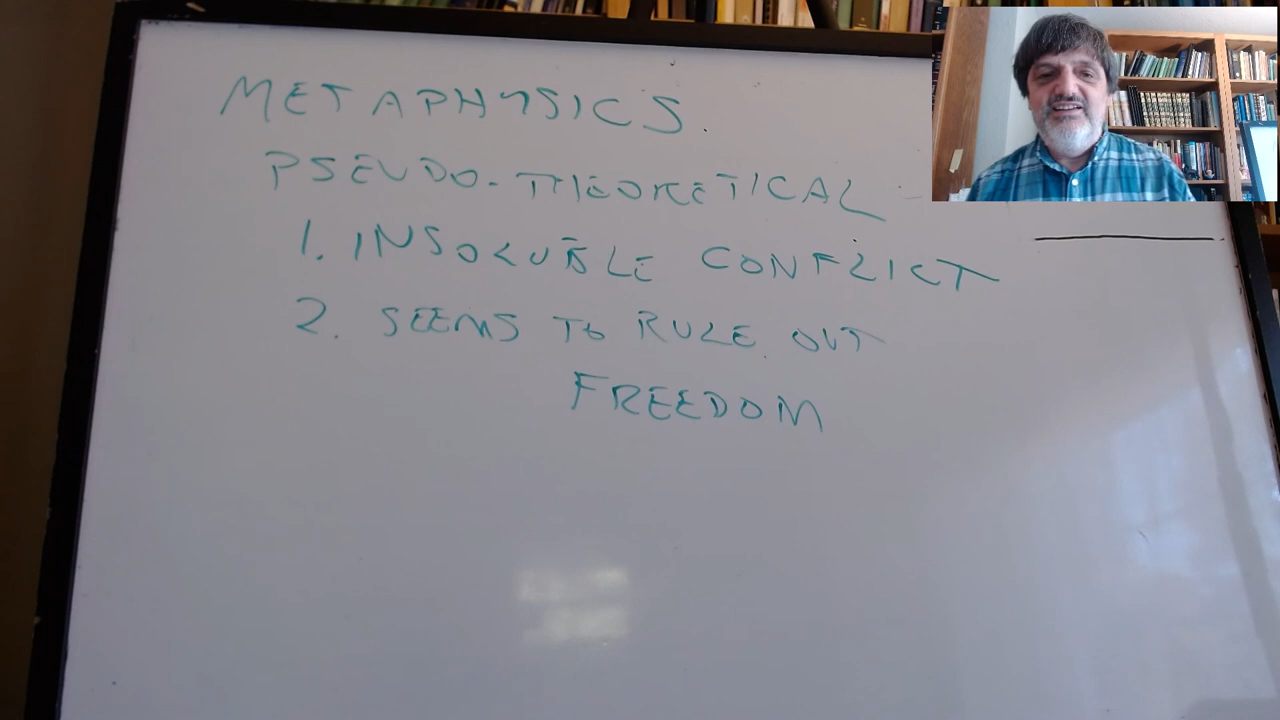 METAPHYSICS.
PSEUDO-THEORETICAL -
1. INSOLUBLE CONFLICT
2. SEEMS TO RULE OUT
FREEDOM